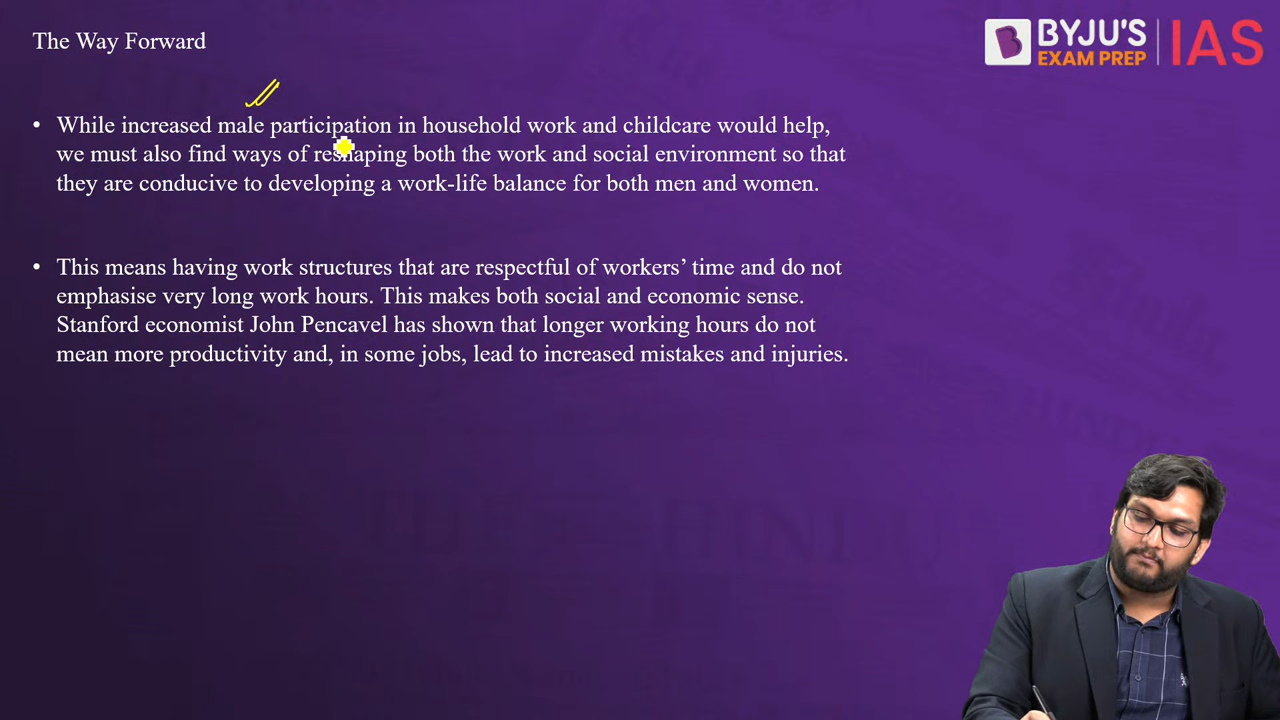 The Way Forward
BYJU'S
EXAM PREP
IAS
• While increased male participation in household work and childcare would help,
we must also find ways of reshaping both the work and social environment so that
they are conducive to developing a work-life balance for both men and women.
• This means having work structures that are respectful of workers’ time and do not
emphasise very long work hours. This makes both social and economic sense.
Stanford economist John Pencavel has shown that longer working hours do not
mean more productivity and, in some jobs, lead to increased mistakes and injuries.